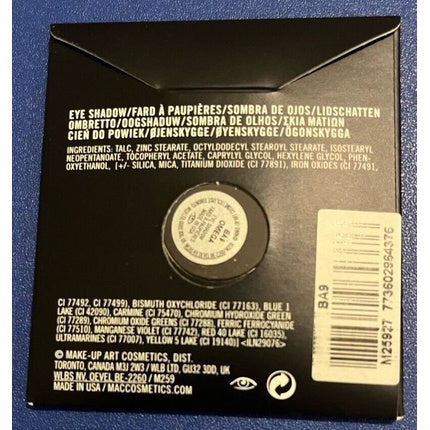 EYE SHADOW/FARD À PAUPIÈRES/SOMBRA DE OJOS/LIDSCHATTEN
OMBRETTO/OOGSHADUW/SOMBRA DE OLHOS/ΣΚΙΑ ΜΑΤΙΩΝ
CIEŃ DO POWIEK/ØJENSKYGGE/ØYENSKYGGE/ÖGONSKYGGA
INGREDIENTS: TALC, ZINC STEARATE, OCTYLDODECYL STEAROYL STEARATE, ISOSTEARYL
NEOPENTANOATE, TOCOPHERYL ACETATE, CAPRYLYL GLYCOL, HEXYLENE GLYCOL, PHEN-
OXYETHANOL, [+/- SILICA, MICA, TITANIUM DIOXIDE (CI 77891), IRON OXIDES (CI 77491,
BA9
OMEGA
CI 77492, CI 77499), BISMUTH OXYCHLORIDE (CI 77163), BLUE 1
LAKE (CI 42090), CARMINE (CI 75470), CHROMIUM HYDROXIDE GREEN
(CI 77289), CHROMIUM OXIDE GREENS (CI 77288), FERRIC FERROCYANIDE
(CI 77510), MANGANESE VIOLET (CI 77742), RED 40 LAKE (CI 16035),
ULTRAMARINES (CI 77007), YELLOW 5 LAKE (CI 19140)] <ILN29076>
© MAKE-UP ART COSMETICS, DIST.
TORONTO, CANADA M3J 2W3 / WLB LTD, GU32 3DD, UK
WLBS NV, OEVEL BE-2260 / M259
MACCOSMETICS.COM
BA9
M25927 773602964376